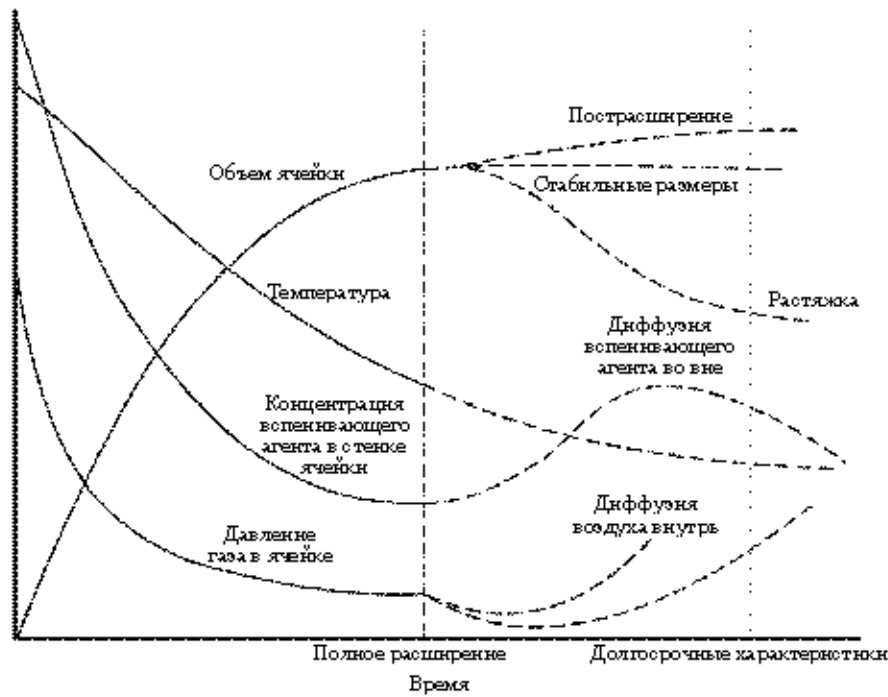 Пострасширение
Объем ячейки
Стабильные размеры
Температура
Растяжка
Диффузия
вспенивающего
агента во вне
Концентрация
вспенивающего
агента в стенке
ячейки
Диффузия
воздуха внутрь
Давление
газа в ячейке
Полное расширение
Долгосрочные характеристики
Время